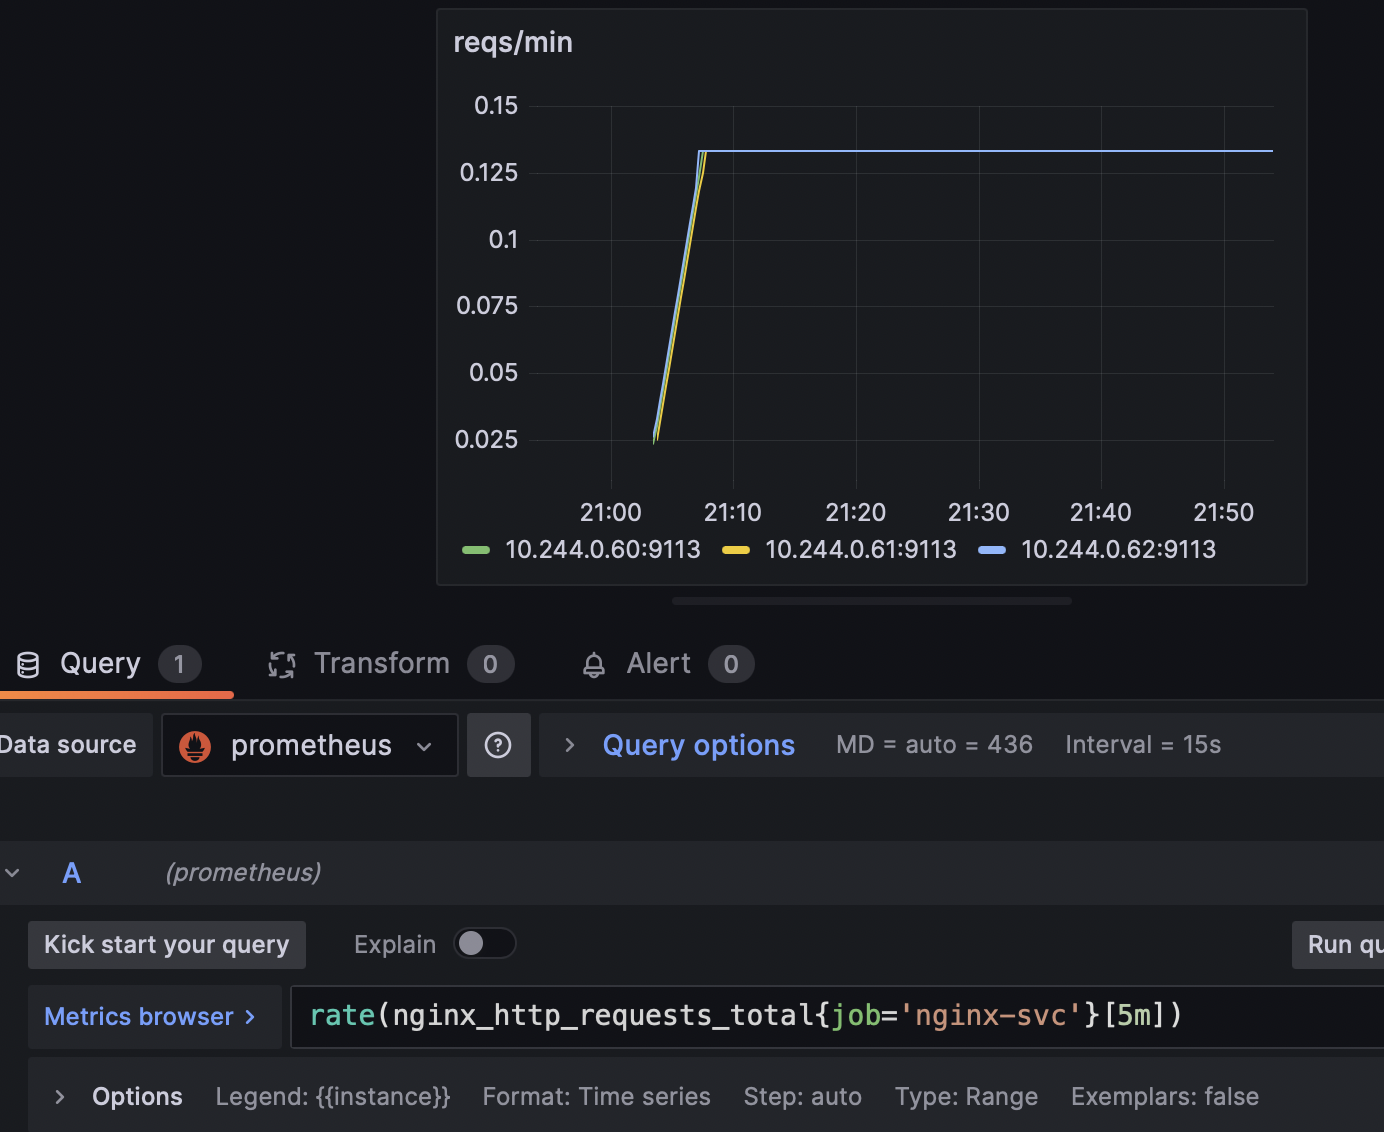 reqs/min
0.15
0.125
0.1
0.075
0.05
0.025
21:00 21:10 21:20 21:30 21:40 21:50
10.244.0.60:9113 10.244.0.61:9113 10.244.0.62:9113
Query 1 Transform 0 Alert 0
Data source prometheus ? Query options MD = auto = 436 Interval = 15s
A (prometheus)
Kick start your query Explain Run qu
Metrics browser > rate(nginx_http_requests_total{job='nginx-svc'}[5m])
Options Legend: {{instance}} Format: Time series Step: auto Type: Range Exemplars: false